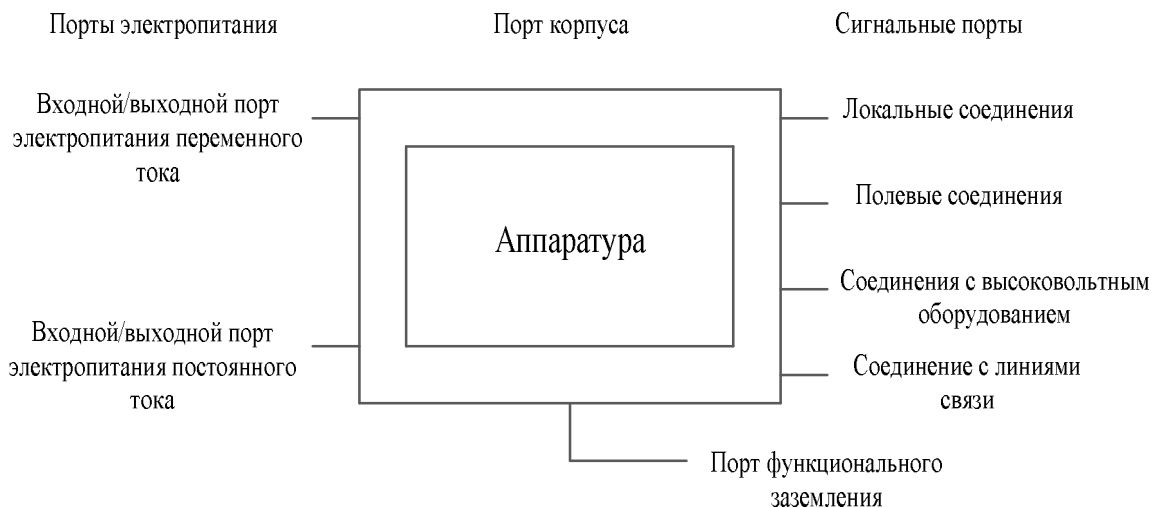 Порты электропитания
Порт корпуса
Сигнальные порты
Входной/выходной порт
электропитания переменного
тока
Входной/выходной порт
электропитания постоянного
тока
Аппаратура
Локальные соединения
Полевые соединения
Соединения с высоковольтным
оборудованием
Соединение с линиями
связи
Порт функционального
заземления